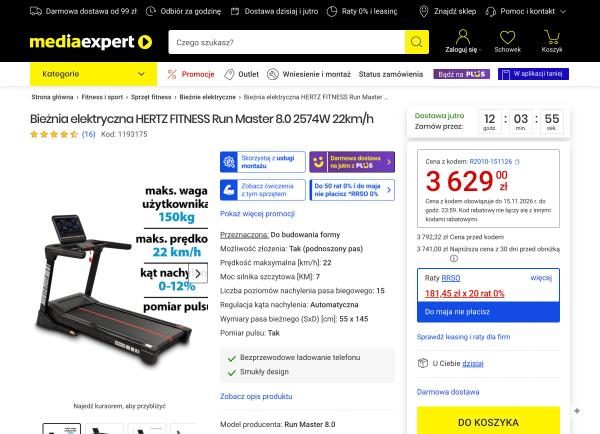 Darmowa dostawa od 99 zł
Odbiór za godzinę
Dostawa dzisiaj i jutro
Raty 0% i leasing
Znajdź sklep
Pomoc i kontakt
mediaexpert
Czego szukasz?
Zaloguj się
Schowek
Koszyk
Kategorie
Promocje
Outlet
Wniesienie i montaż
Status zamówienia
Bądź na PLUS
W aplikacji taniej
Strona główna › Fitness i sport › Sprzęt fitness › Bieżnie elektryczne › Bieżnia elektryczna HERTZ FITNESS Run Master ...
Bieżnia elektryczna HERTZ FITNESS Run Master 8.0 2574W 22km/h
(16) Kod: 1193175
Dostawa jutro
Zamów przez:
12 : 03 : 55
godz. min. sek.
maks. waga
użytkownika
150kg
maks. prędko
22 km/h
kąt nachy
0-12%
pomiar pulsu
Najedź kursorem, aby przybliżyć
Skorzystaj z usługi
montażu
Darmowa dostawa
na jutro z PLUS
Zobacz ćwiczenia
z tym sprzętem
Do 50 rat 0% i do maja
nie płacisz *RRSO 0%
Pokaż więcej promocji
Przeznaczona: Do budowania formy
Możliwość złożenia: Tak (podnoszony pas)
Prędkość maksymalna [km/h]: 22
Moc silnika szczytowa [KM]: 7
Liczba poziomów nachylenia pasa biegowego: 15
Regulacja kąta nachylenia: Automatyczna
Wymiary pasa bieżnego (SxD) [cm]: 55 x 145
Pomiar pulsu: Tak
Bezprzewodowe ładowanie telefonu
Smukły design
Zobacz opis produktu
Model producenta: Run Master 8.0
Cena z kodem: R2010-151126
3 629 00 zł
Cena z kodem obowiązuje do 15.11.2026 r. do
godz. 23:59. Kod rabatowy nie łączy się z innymi
kodami rabatowymi.
3 792,32 zł Cena przed kodem
3 741,00 zł Najniższa cena z 30 dni przed obniżką
Raty RRSO
więcej
181,45 zł x 20 rat 0%
Do maja nie płacisz
Sprawdź leasing i raty dla firm
U Ciebie dzisiaj
Darmowa dostawa
DO KOSZYKA